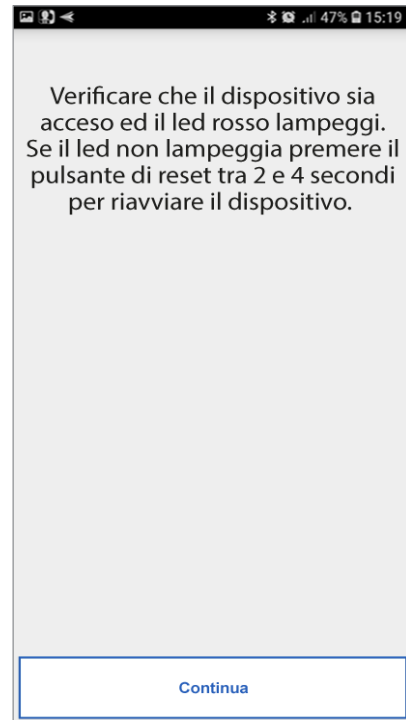 47% 15:19
Verificare che il dispositivo sia
acceso ed il led rosso lampeggi.
Se il led non lampeggia premere il
pulsante di reset tra 2 e 4 secondi
per riavviare il dispositivo.
Continua